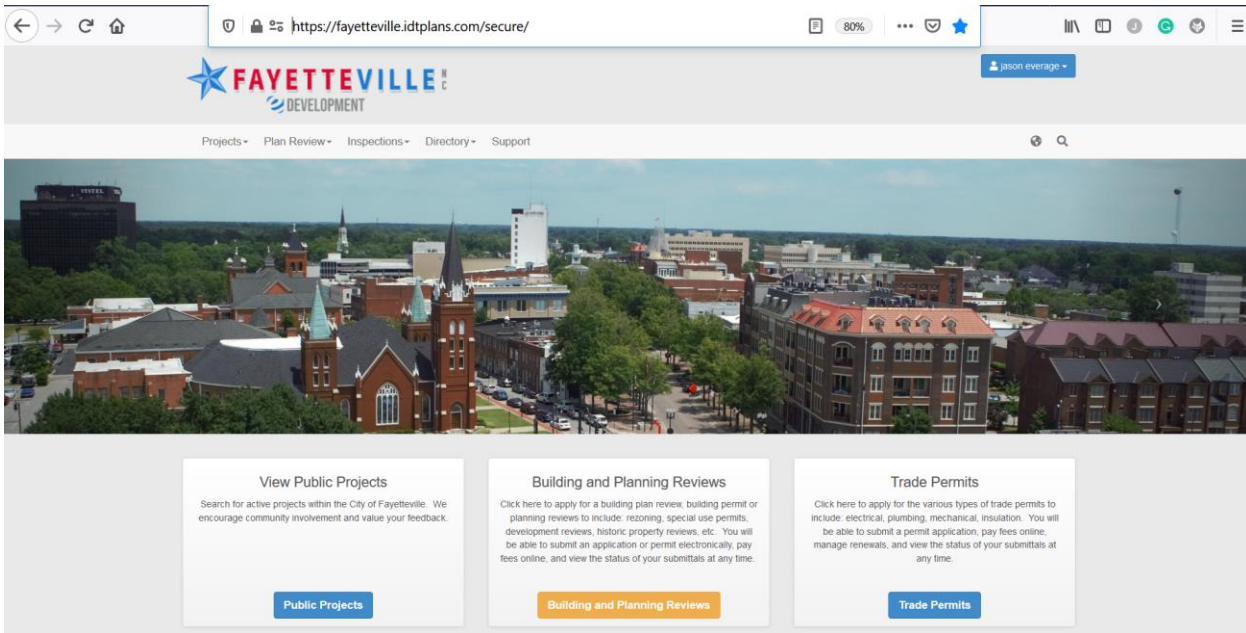 https://fayetteville.idtplans.com/secure/
80%
FAYETTEVILLE NC
DEVELOPMENT
jason everage
Projects Plan Review Inspections Directory Support
View Public Projects
Search for active projects within the City of Fayetteville. We
encourage community involvement and value your feedback.
Public Projects
Building and Planning Reviews
Click here to apply for a building plan review, building permit or
planning reviews to include: rezoning, special use permits,
development reviews, historic property reviews, etc. You will
be able to submit an application or permit electronically, pay
fees online, and view the status of your submittals at any time.
Building and Planning Reviews
Trade Permits
Click here to apply for the various types of trade permits to
include: electrical, plumbing, mechanical, insulation. You will
be able to submit a permit application, pay fees online,
manage renewals, and view the status of your submittals at
any time.
Trade Permits